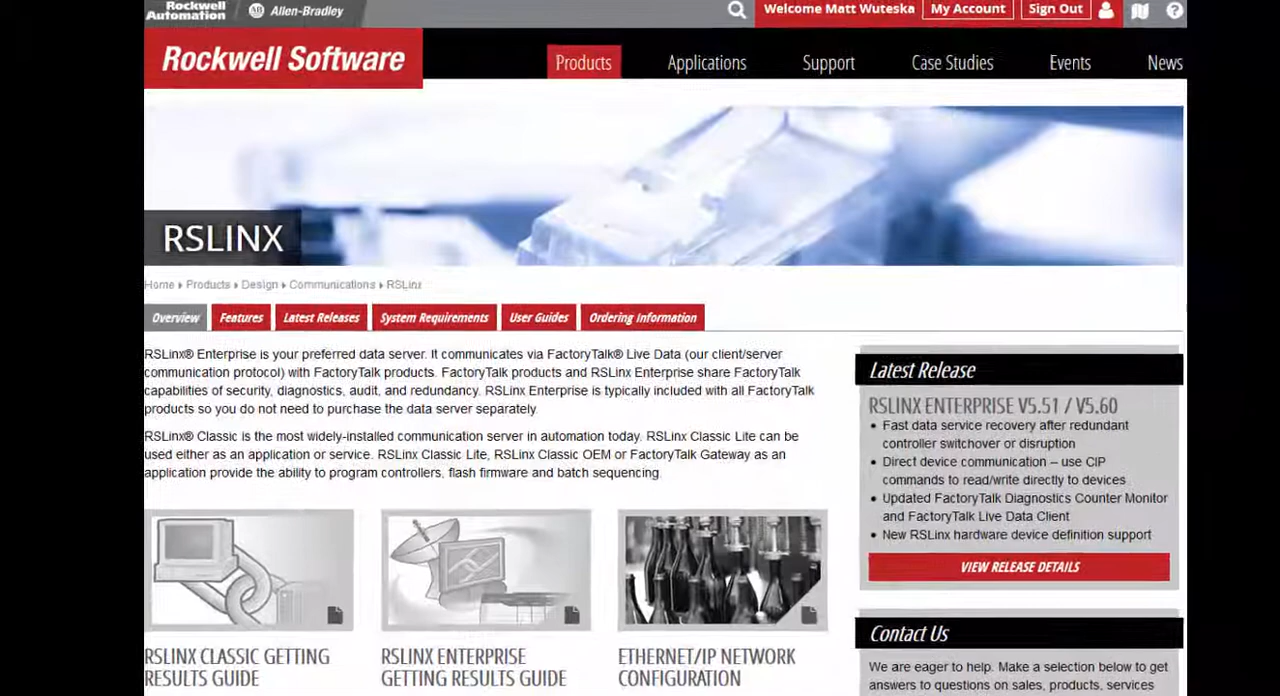 Rockwell Automation
Allen-Bradley
Welcome Matt Wuteska
My Account
Sign Out
Rockwell Software
Products
Applications
Support
Case Studies
Events
News
RSLINX
Home
Products
Design
Communications
RSLinx
Overview
Features
Latest Releases
System Requirements
User Guides
Ordering Information
RSLinx® Enterprise is your preferred data server. It communicates via FactoryTalk® Live Data (our client/server
communication protocol) with FactoryTalk products. FactoryTalk products and RSLinx Enterprise share FactoryTalk
capabilities of security, diagnostics, audit, and redundancy. RSLinx Enterprise is typically included with all FactoryTalk
products so you do not need to purchase the data server separately.
RSLinx® Classic is the most widely-installed communication server in automation today. RSLinx Classic Lite can be
used either as an application or service. RSLinx Classic Lite, RSLinx Classic OEM or FactoryTalk Gateway as an
application provide the ability to program controllers, flash firmware and batch sequencing.
RSLINX CLASSIC GETTING
RESULTS GUIDE
RSLINX ENTERPRISE
GETTING RESULTS GUIDE
ETHERNET/IP NETWORK
CONFIGURATION
Latest Release
RSLINX ENTERPRISE V5.51 / V5.60
• Fast data service recovery after redundant
controller switchover or disruption
• Direct device communication – use CIP
commands to read/write directly to devices
• Updated FactoryTalk Diagnostics Counter Monitor
and FactoryTalk Live Data Client
• New RSLinx hardware device definition support
VIEW RELEASE DETAILS
Contact Us
We are eager to help. Make a selection below to get
answers to questions on sales, products, services